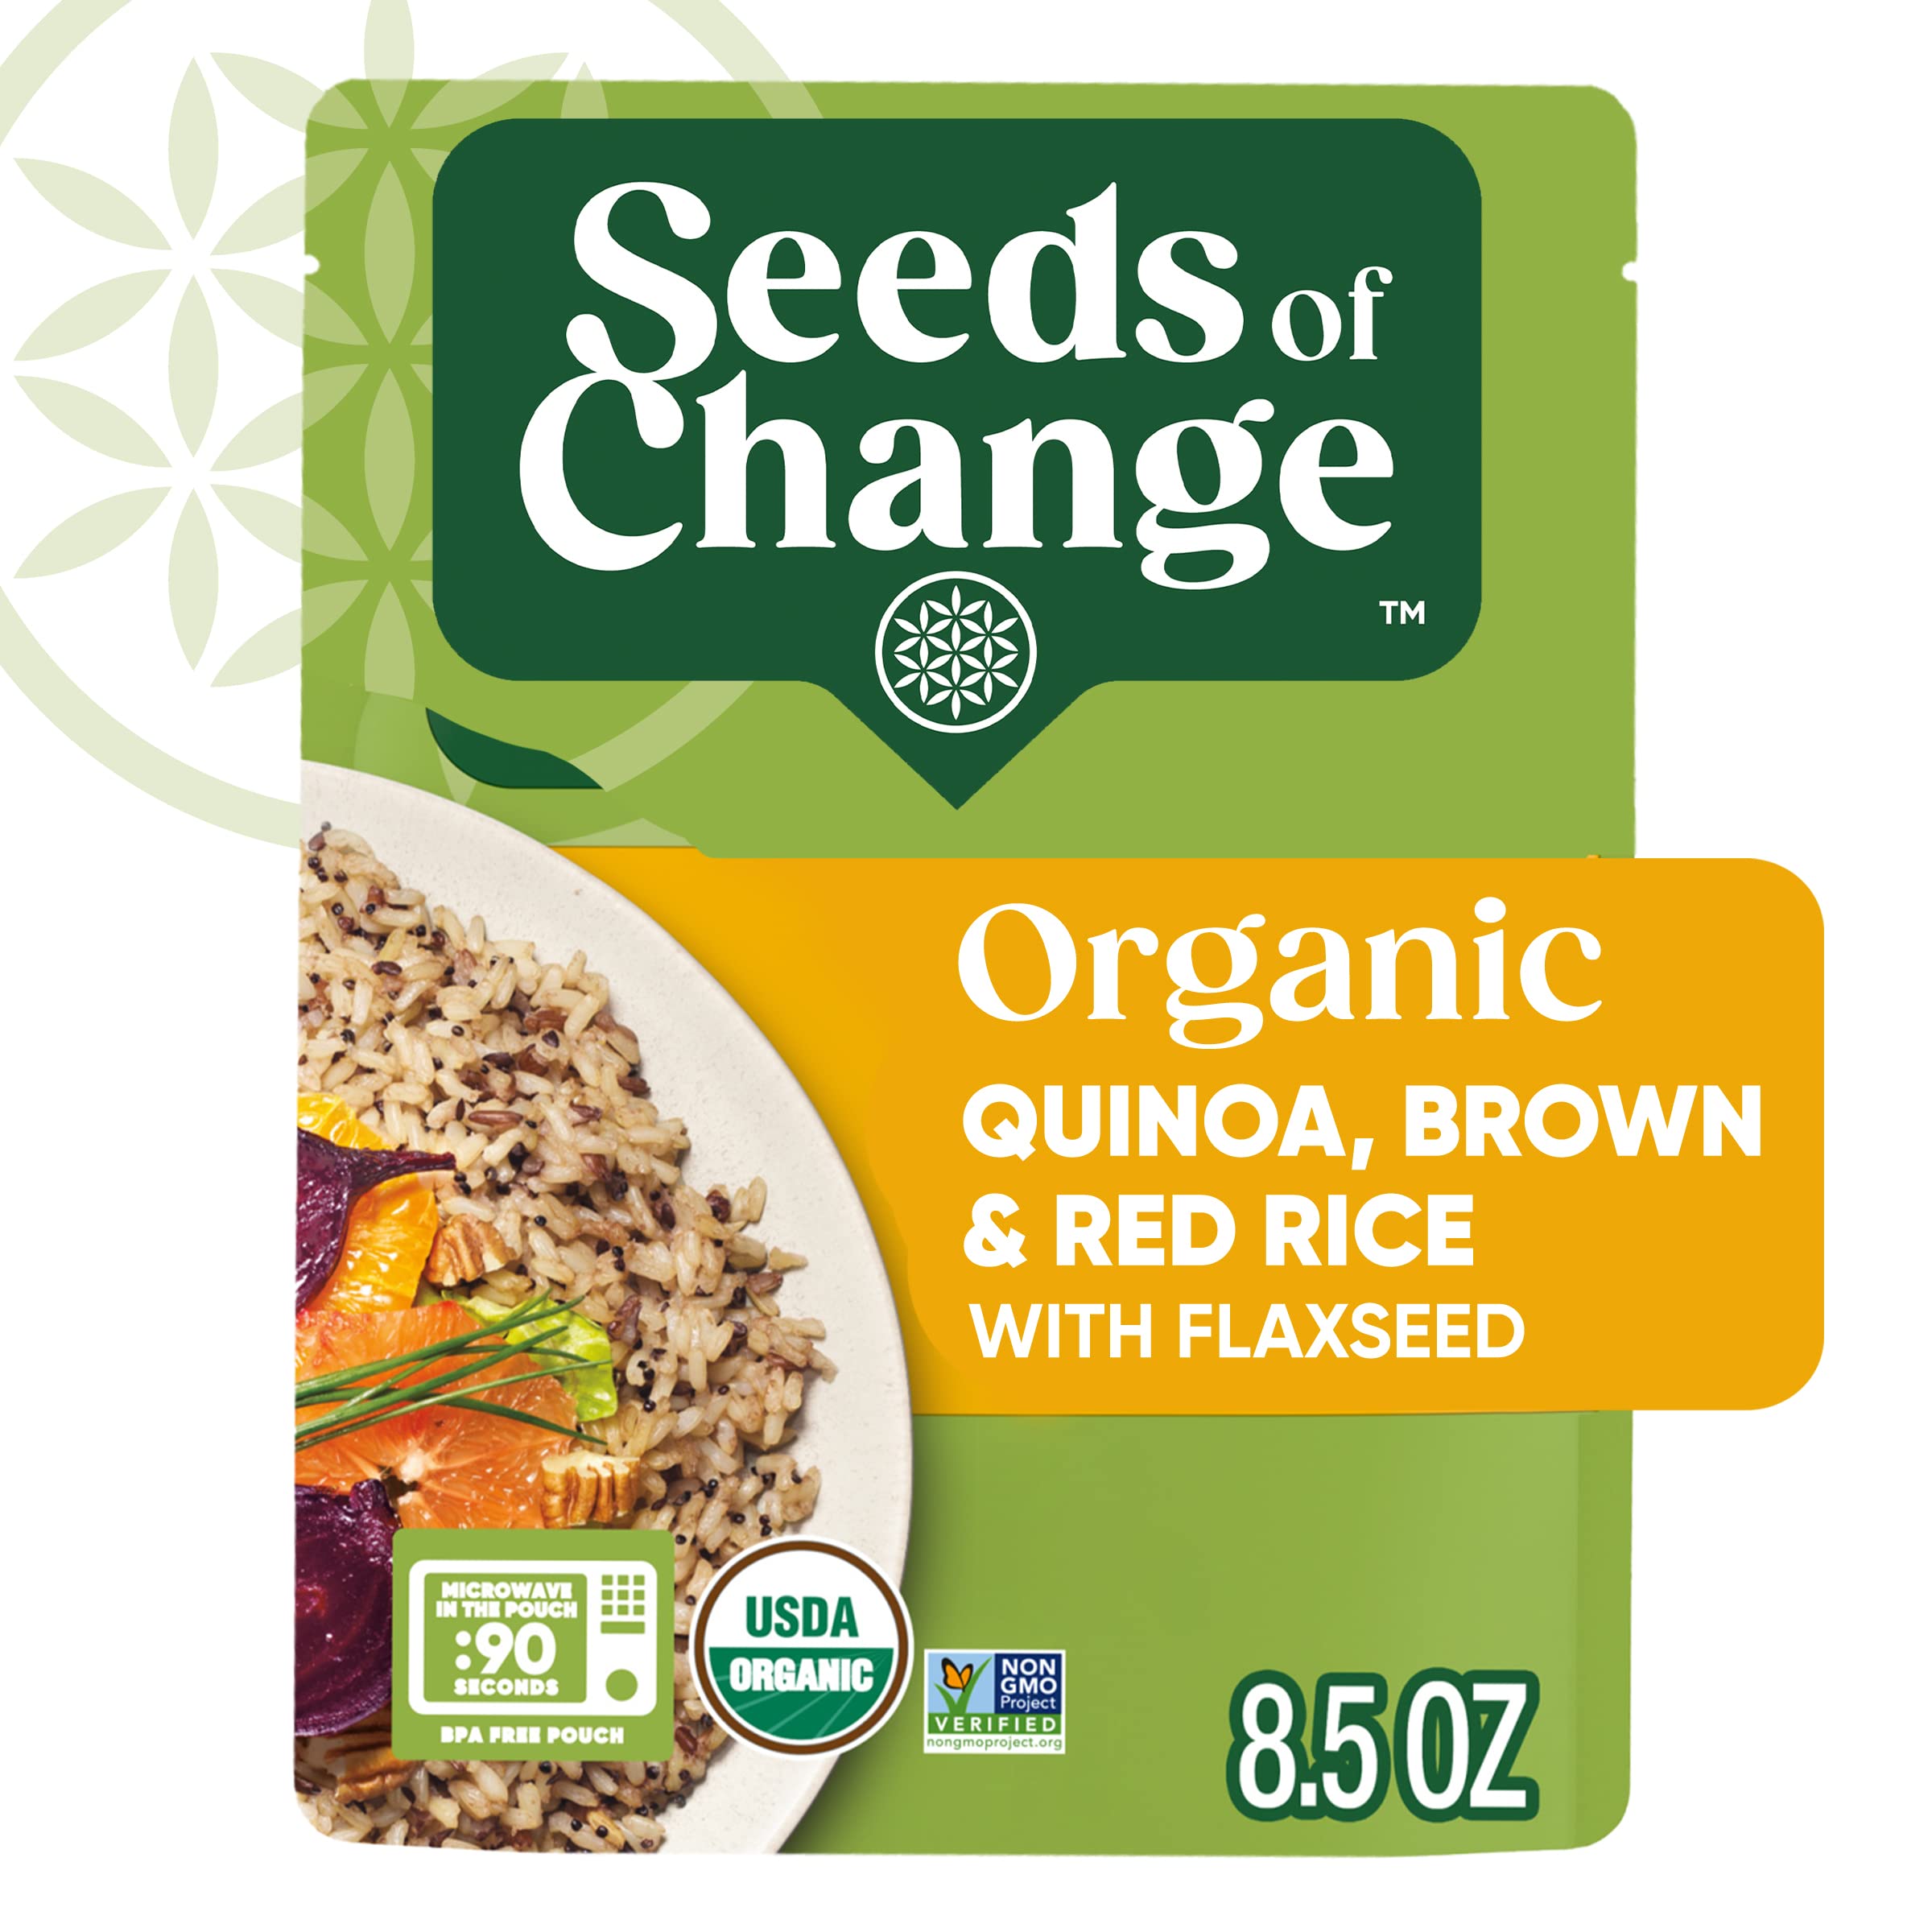 Seeds of
Change
TM
Organic
QUINOA, BROWN
& RED RICE
WITH FLAXSEED
MICROWAVE
IN THE POUCH
:90
SECONDS
BPA FREE POUCH
USDA
ORGANIC
NON
GMO
Project
VERIFIED
nongmoproject.org
8.5 OZ